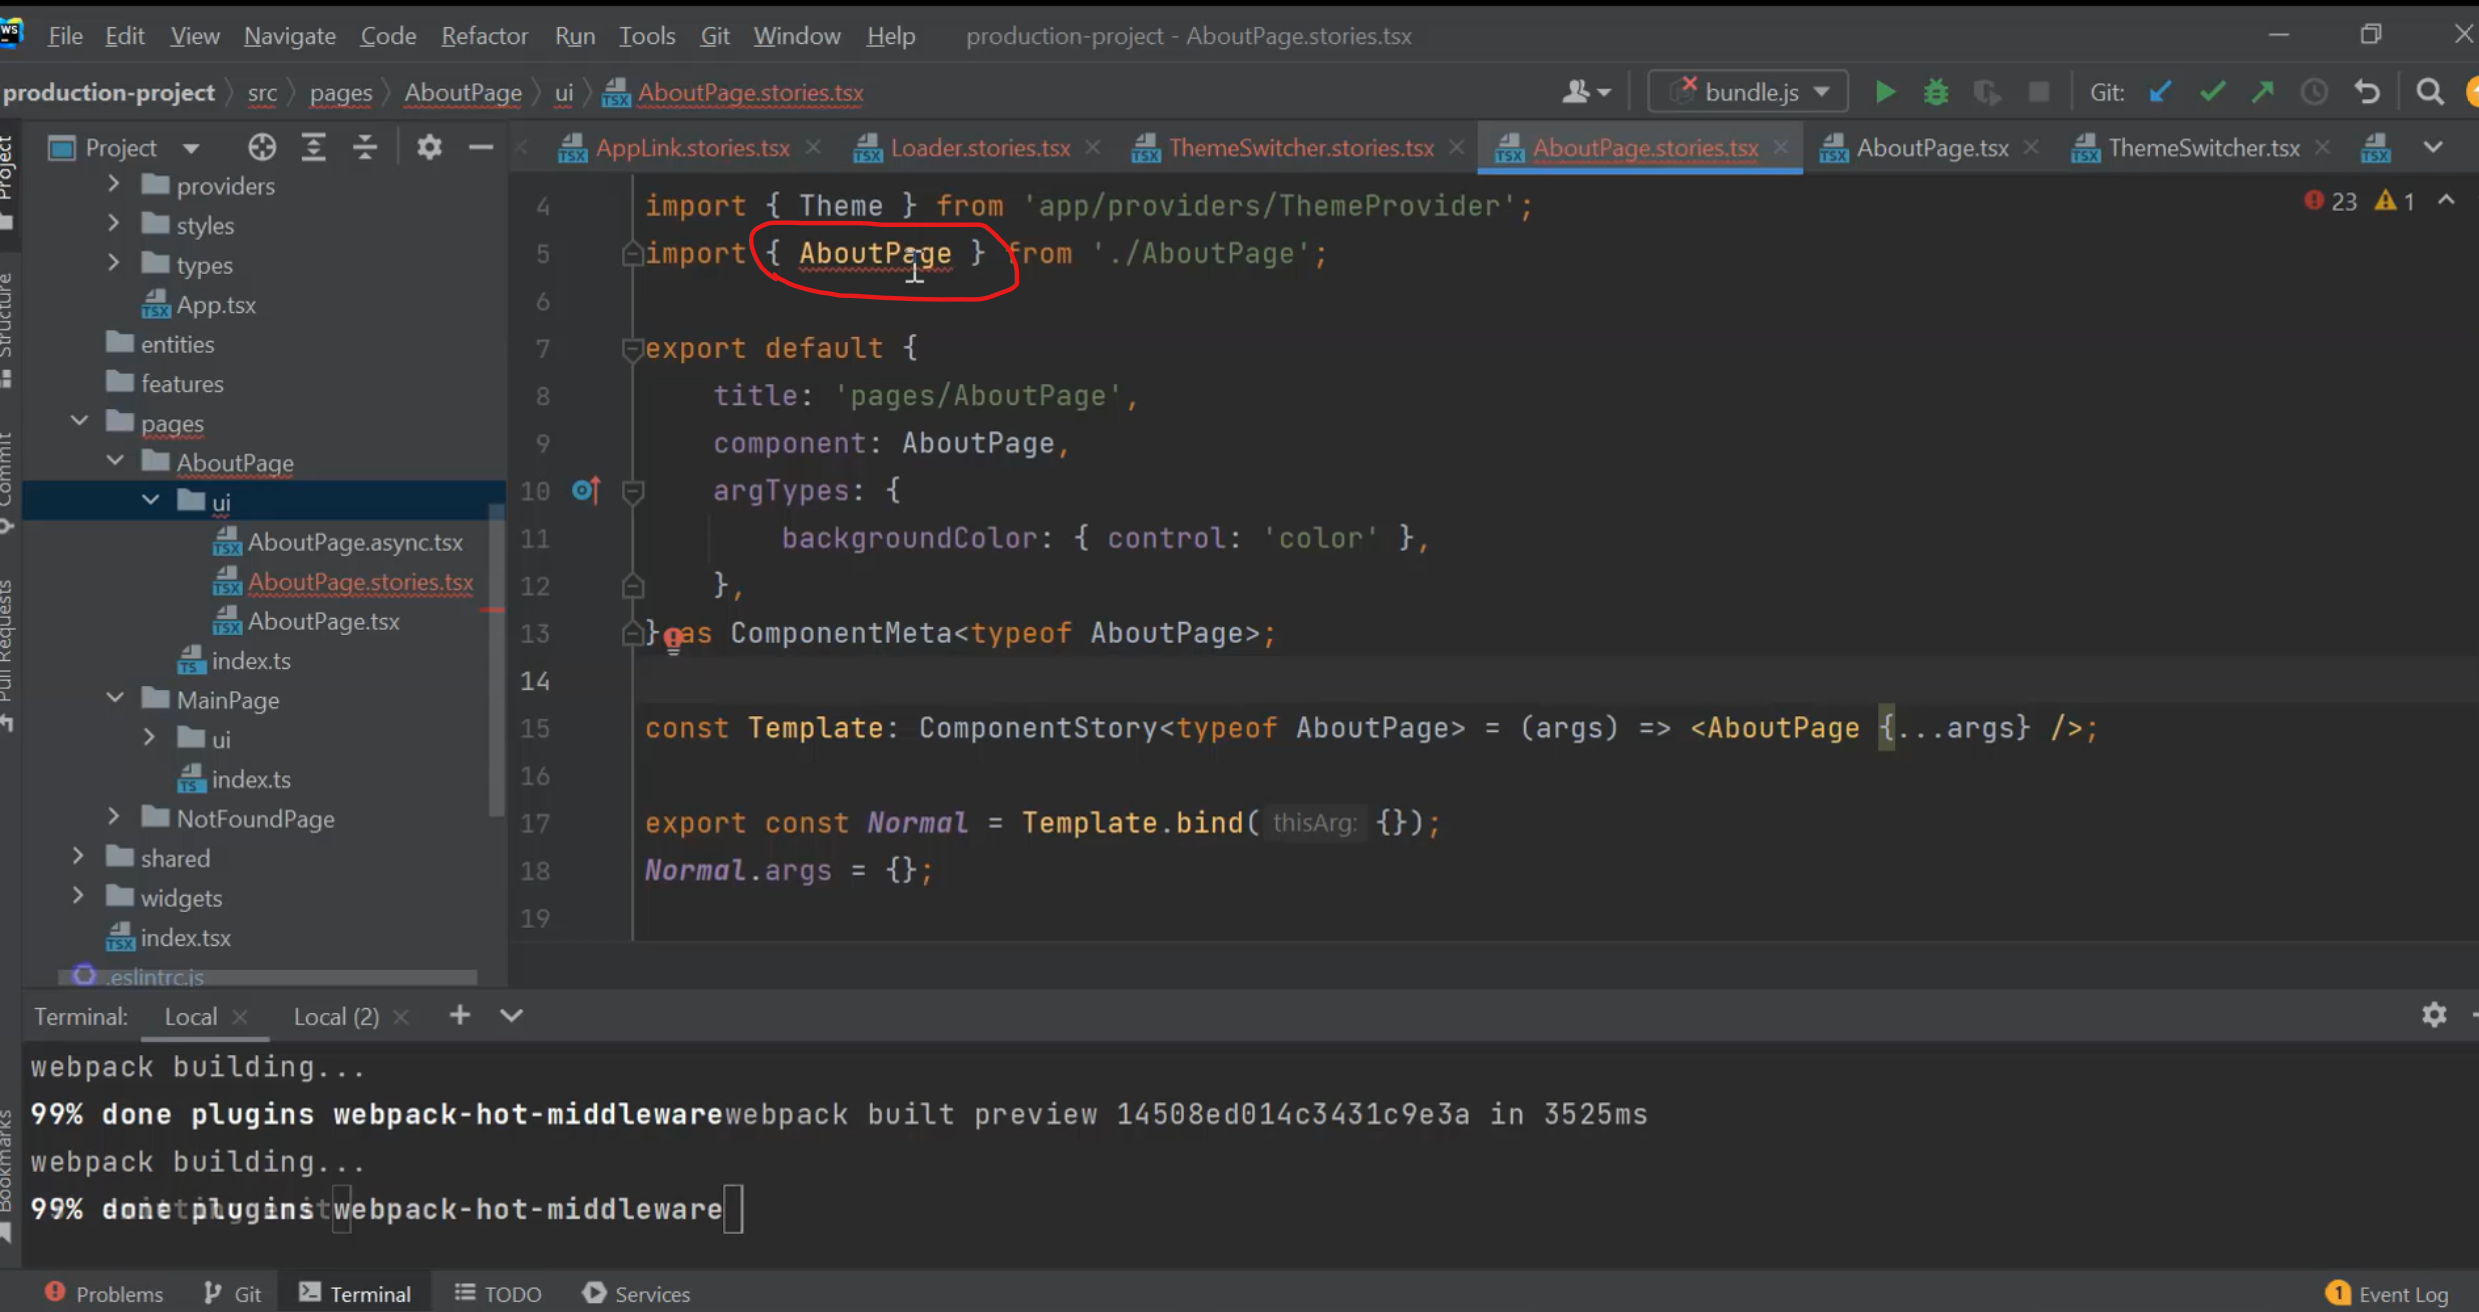 WS File Edit View Navigate Code Refactor Run Tools Git Window Help production-project - AboutPage.stories.tsx
production-project src pages AboutPage ui AboutPage.stories.tsx bundle.js Git:
Project AppLink.stories.tsx Loader.stories.tsx ThemeSwitcher.stories.tsx AboutPage.stories.tsx AboutPage.tsx ThemeSwitcher.tsx
Project
Structure
Commit
Pull Requests
Bookmarks
providers
styles
types
App.tsx
entities
features
pages
AboutPage
ui
AboutPage.async.tsx
AboutPage.stories.tsx
AboutPage.tsx
index.ts
MainPage
ui
index.ts
NotFoundPage
shared
widgets
index.tsx
.eslintrc.js
23 1
4 import { Theme } from 'app/providers/ThemeProvider';
5 import { AboutPage } from './AboutPage';
6
7 export default {
8 title: 'pages/AboutPage',
9 component: AboutPage,
10 argTypes: {
11 backgroundColor: { control: 'color' },
12 },
13 } as ComponentMeta<typeof AboutPage>;
14
15 const Template: ComponentStory<typeof AboutPage> = (args) => <AboutPage {...args} />;
16
17 export const Normal = Template.bind( thisArg: {});
18 Normal.args = {};
19
Terminal: Local Local (2)
webpack building...
99% done plugins webpack-hot-middlewarewebpack built preview 14508ed014c3431c9e3a in 3525ms
webpack building...
99% done plugins webpack-hot-middleware
Problems Git Terminal TODO Services 1 Event Log